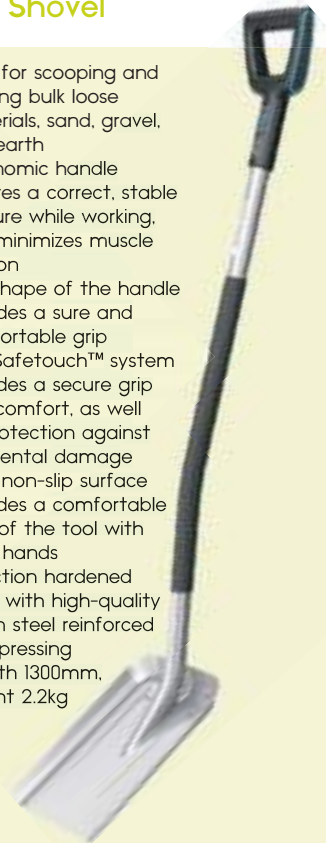 Shovel
for scooping and
ng bulk loose
rials, sand, gravel,
earth
nomic handle
es a correct, stable
ure while working,
minimizes muscle
on
hape of the handle
des a sure and
ortable grip
Safetouch™ system
des a secure grip
comfort, as well
otection against
ental damage
non-slip surface
des a comfortable
of the tool with
hands
ction hardened
with high-quality
n steel reinforced
pressing
th 1300mm,
nt 2.2kg